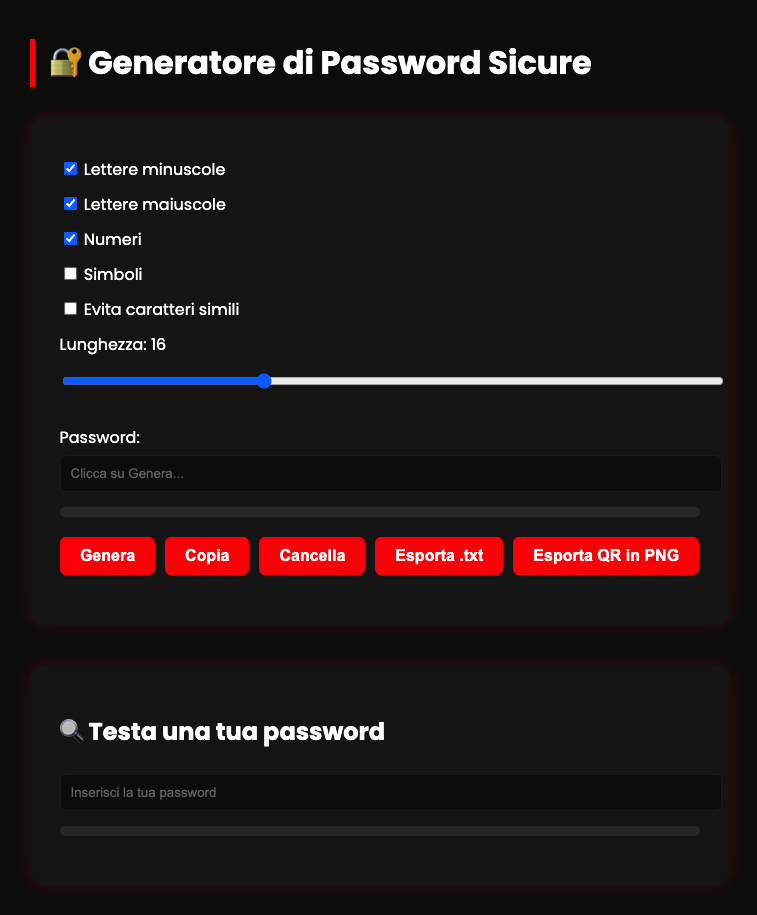 🔐 Generatore di Password Sicure
Lettere minuscole
Lettere maiuscole
Numeri
Simboli
Evita caratteri simili
Lunghezza: 16
Password:
Clicca su Genera...
Genera Copia Cancella Esporta .txt Esporta QR in PNG
🔍 Testa una tua password
Inserisci la tua password